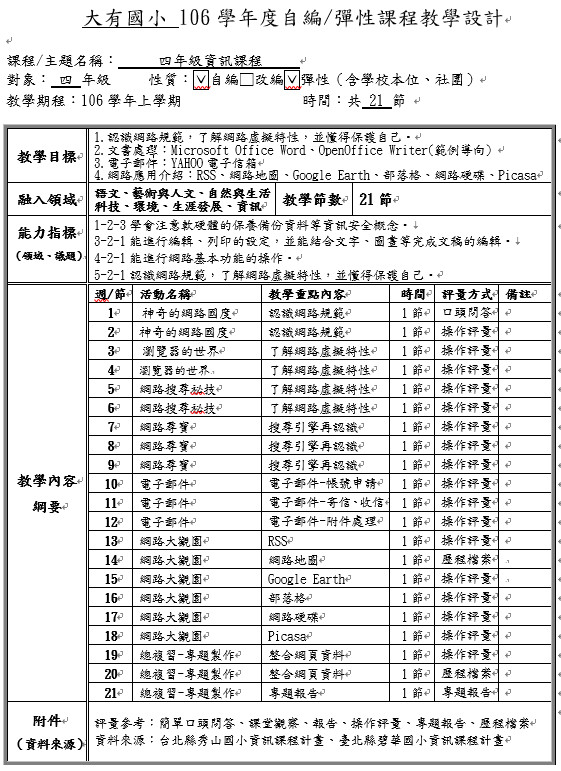 大有國小 106 學年度自編/彈性課程教學設計
課程/主題名稱： 四年級資訊課程
對象： 四 年級 性質：☑自編□改編☑彈性（含學校本位、社團）
教學期程：106學年上學期 時間：共 21 節
教學目標
1.認識網路規範，了解網路虛擬特性，並懂得保護自己。
2.文書處理：Microsoft Office Word、OpenOffice Writer(範例導向)
3.電子郵件：YAHOO電子信箱
4.網路應用介紹：RSS、網路地圖、Google Earth、部落格、網路硬碟、Picasa
融入領域
語文、藝術與人文、自然與生活
科技、環境、生涯發展、資訊
教學節數 21 節
能力指標
（領域、議題）
1-2-3 學會注意軟硬體的保養備份資料等資訊安全概念。
3-2-1 能進行編輯、列印的設定，並能結合文字、圖畫等完成文稿的編輯。
4-2-1 能進行網路基本功能的操作。
5-2-1 認識網路規範，了解網路虛擬特性，並懂得保護自己。
教學內容
綱要
週/節 活動名稱 教學重點內容 時間 評量方式 備註
1 神奇的網路國度 認識網路規範 1 節 口頭問答
2 神奇的網路國度 認識網路規範 1 節 操作評量
3 瀏覽器的世界 了解網路虛擬特性 1 節 操作評量
4 瀏覽器的世界 了解網路虛擬特性 1 節 操作評量
5 網路搜尋祕技 了解網路虛擬特性 1 節 操作評量
6 網路搜尋祕技 了解網路虛擬特性 1 節 操作評量
7 網路尋寶 搜尋引擎再認識 1 節 操作評量
8 網路尋寶 搜尋引擎再認識 1 節 操作評量
9 網路尋寶 搜尋引擎再認識 1 節 操作評量
10 電子郵件 電子郵件-帳號申請 1 節 操作評量
11 電子郵件 電子郵件-寄信、收信 1 節 操作評量
12 電子郵件 電子郵件-附件處理 1 節 操作評量
13 網路大觀園 RSS 1 節 操作評量
14 網路大觀園 網路地圖 1 節 歷程檔案
15 網路大觀園 Google Earth 1 節 操作評量
16 網路大觀園 部落格 1 節 操作評量
17 網路大觀園 網路硬碟 1 節 操作評量
18 網路大觀園 Picasa 1 節 操作評量
19 總複習-專題製作 整合網頁資料 1 節 操作評量
20 總複習-專題製作 整合網頁資料 1 節 歷程檔案
21 總複習-專題製作 專題報告 1 節 專題報告
附件
（資料來源）
評量參考：簡單口頭問答、課堂觀察、報告、操作評量、專題報告、歷程檔案
資料來源：台北縣秀山國小資訊課程計畫、臺北縣碧華國小資訊課程計畫